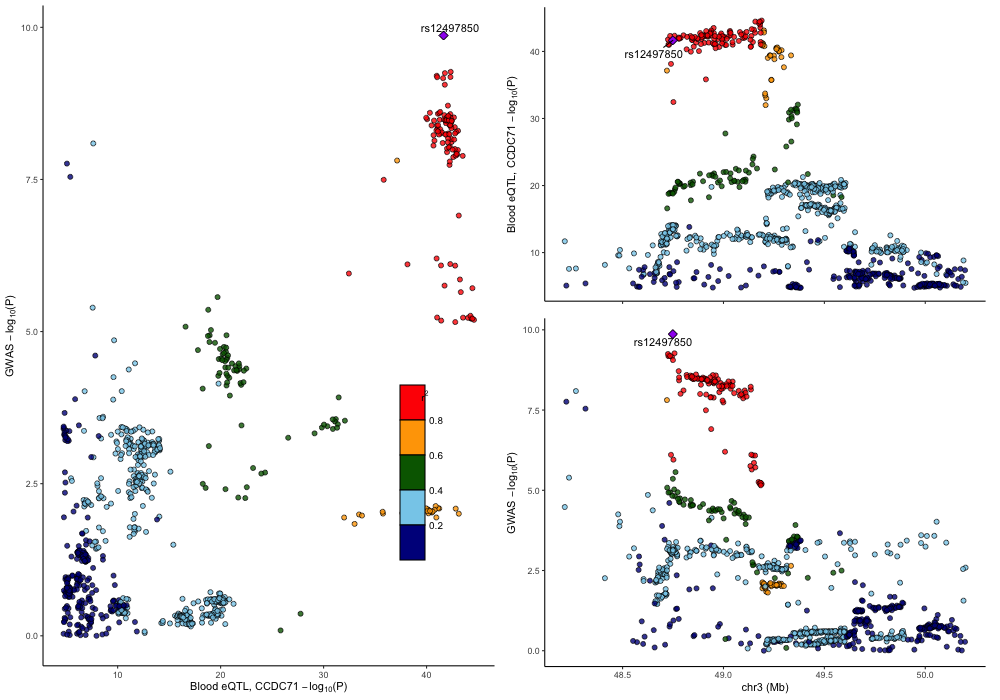 10.0
7.5
5.0
2.5
0.0
GWAS −log10(P)
10
20
30
40
Blood eQTL, CCDC71 −log10(P)
rs12497850
r2
0.8
0.6
0.4
0.2
40
30
20
10
Blood eQTL, CCDC71 −log10(P)
rs12497850
10.0
7.5
5.0
2.5
0.0
GWAS −log10(P)
rs12497850
48.5
49.0
49.5
50.0
chr3 (Mb)